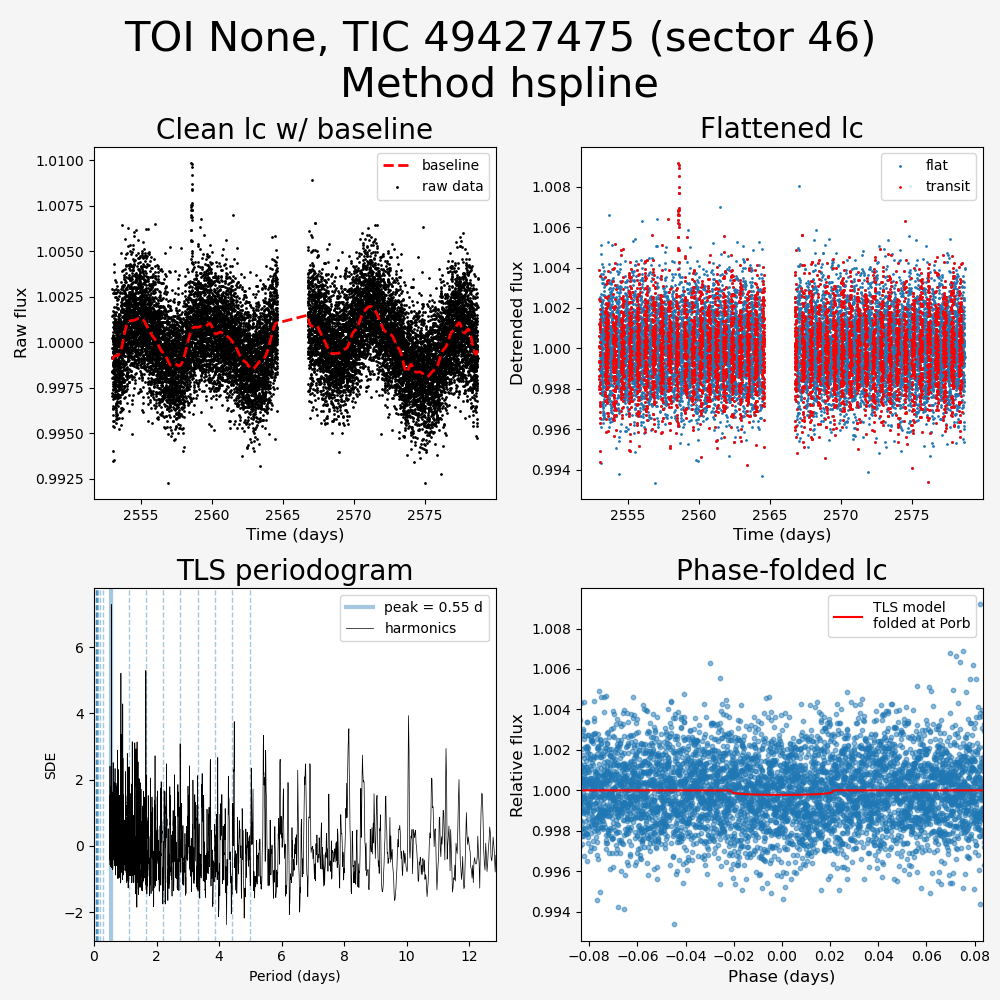 TOI None, TIC 49427475 (sector 46)
Method hspline
Clean lc w/ baseline
Flattened lc
1.0100
1.0075
1.0050
1.0025
1.0000
0.9975
0.9950
0.9925
Raw flux
baseline
raw data
2555
2560
2565
2570
2575
Time (days)
1.008
1.006
1.004
1.002
1.000
0.998
0.996
0.994
Detrended flux
flat
transit
2555
2560
2565
2570
2575
Time (days)
TLS periodogram
Phase-folded lc
6
4
2
0
−2
SDE
peak = 0.55 d
harmonics
0
2
4
6
8
10
12
Period (days)
1.008
1.006
1.004
1.002
1.000
0.998
0.996
0.994
Relative flux
TLS model
folded at Porb
−0.08
−0.06
−0.04
−0.02
0.00
0.02
0.04
0.06
0.08
Phase (days)